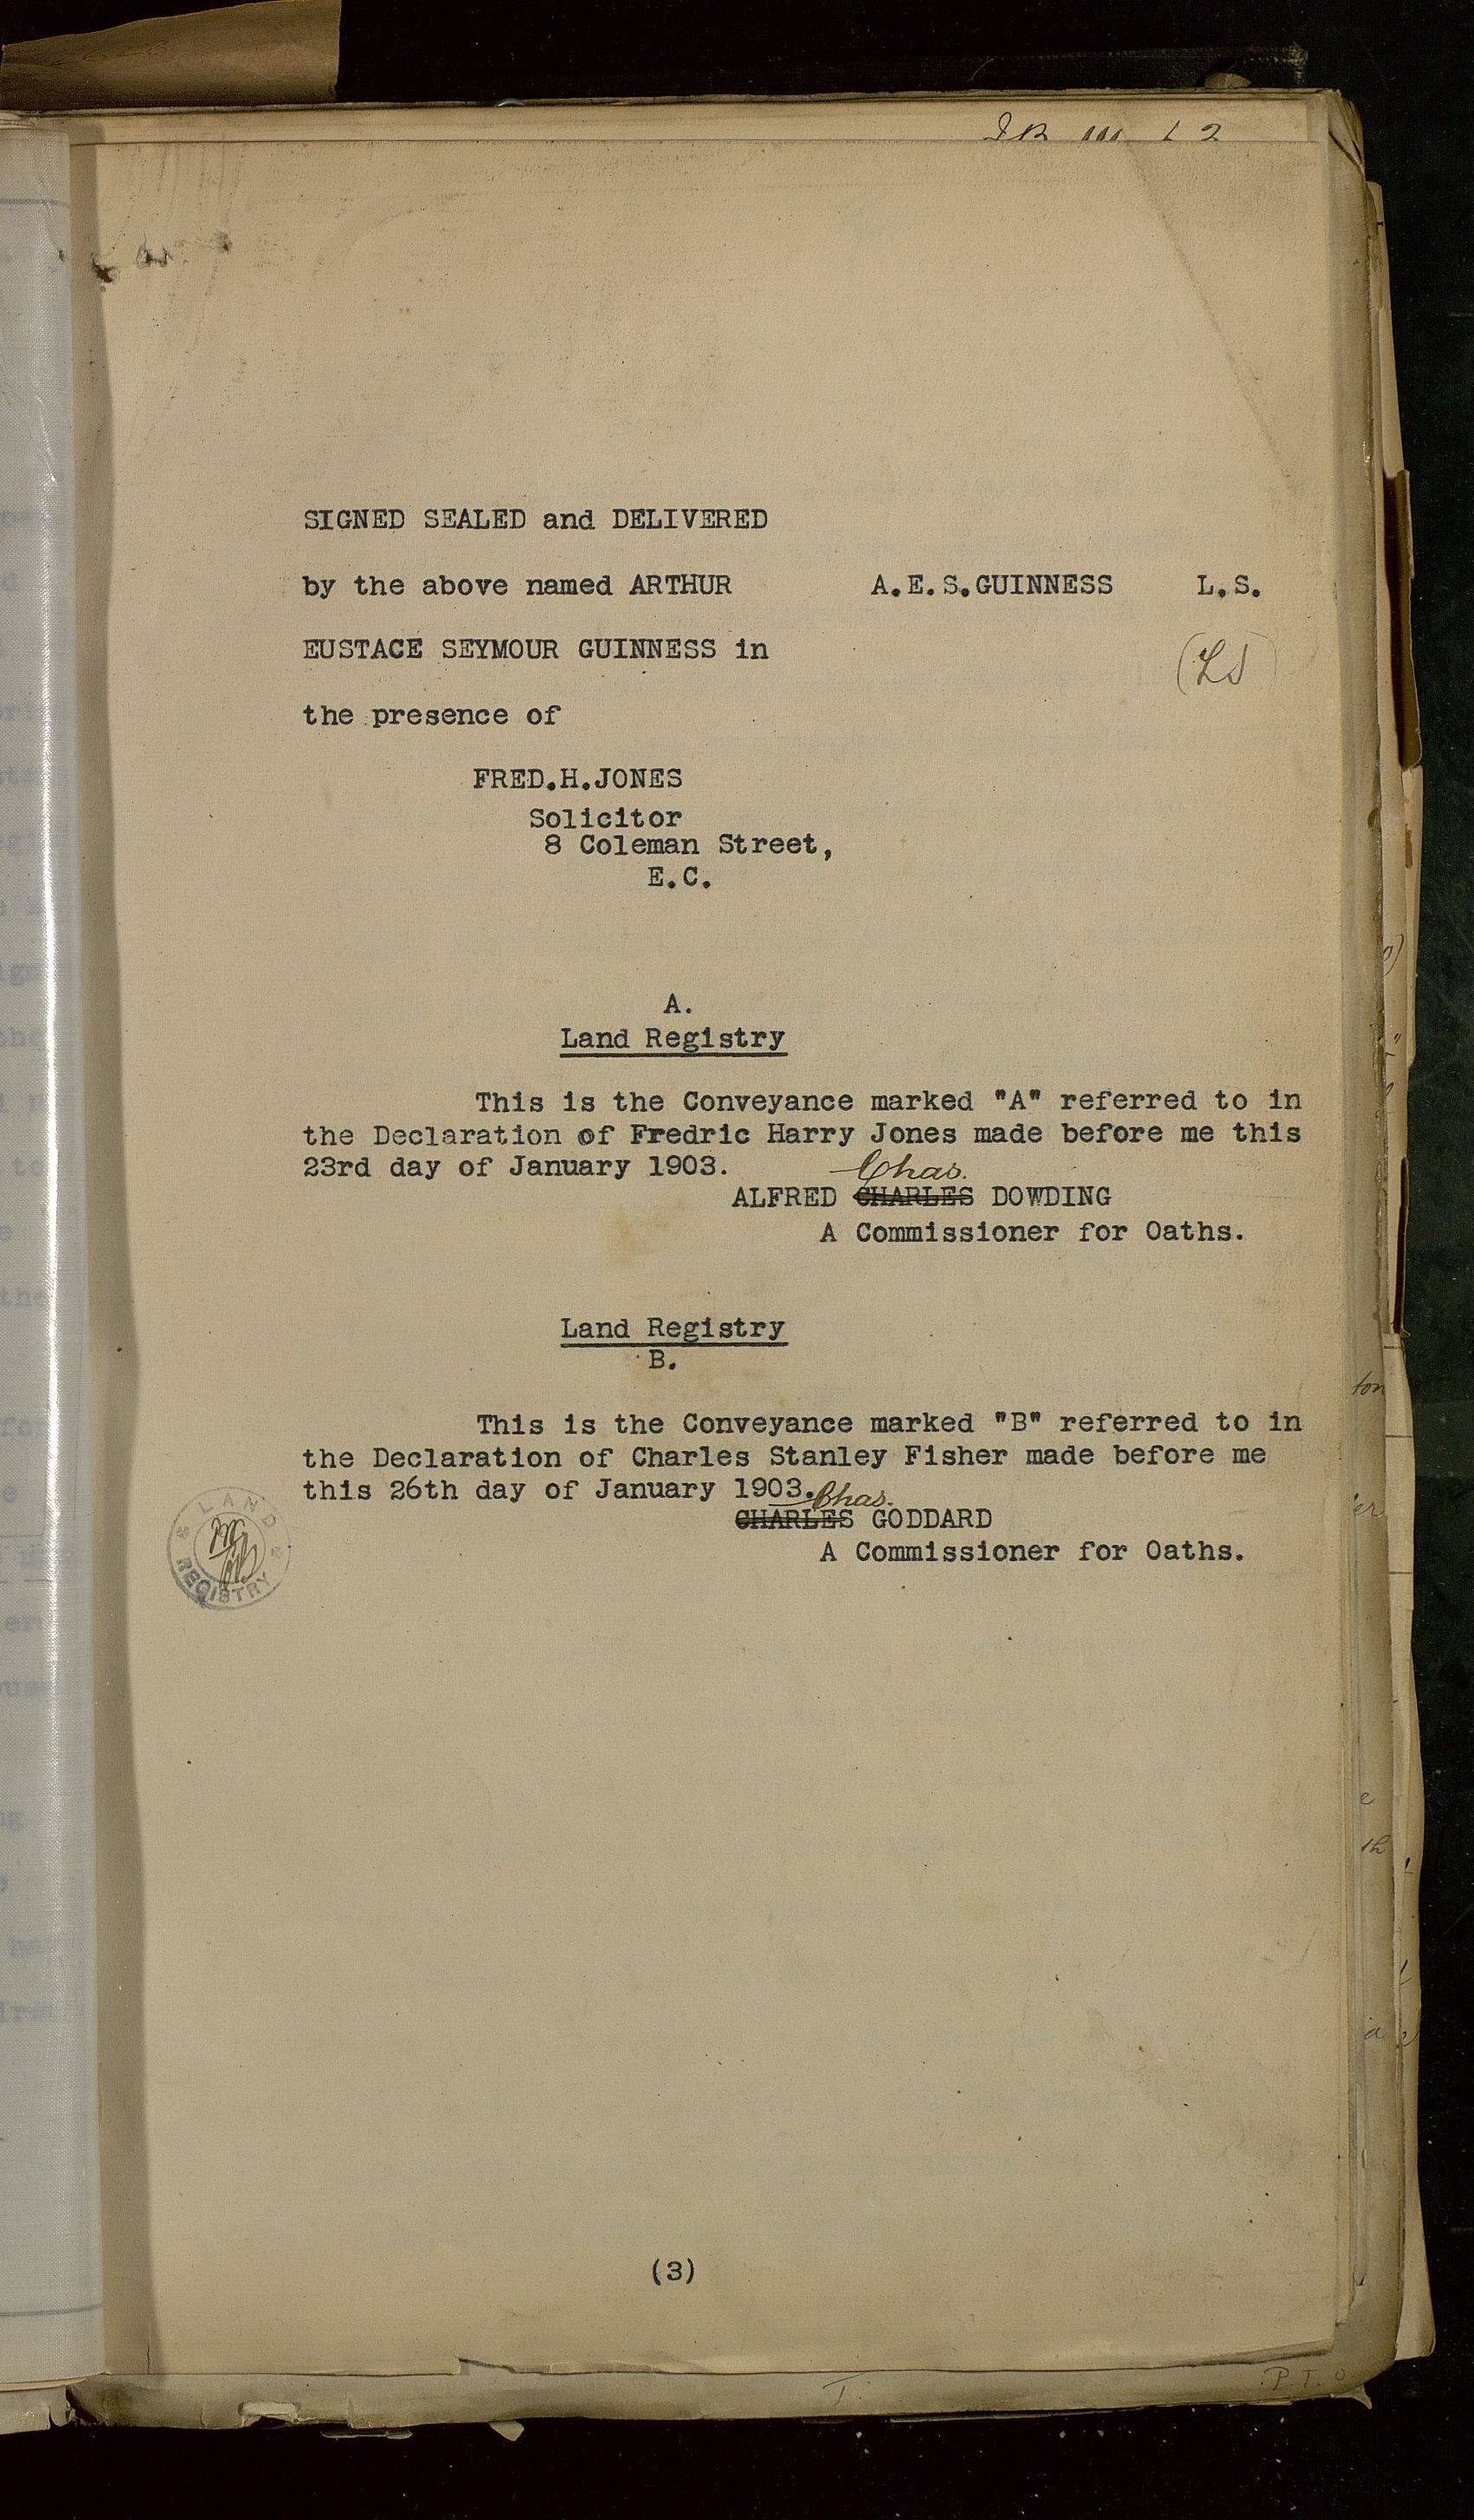 SIGNED SEALED and DELIVERED
by the above named ARTHUR A.E.S.GUINNESS L.S.
EUSTACE SEYMOUR GUINNESS in (LS)
the presence of
FRED.H.JONES
Solicitor
8 Coleman Street,
E.C.
A.
Land Registry
This is the Conveyance marked "A" referred to in
the Declaration of Fredric Harry Jones made before me this
23rd day of January 1903.
Chas.
ALFRED CHARLES DOWDING
A Commissioner for Oaths.
Land Registry
B.
This is the Conveyance marked "B" referred to in
the Declaration of Charles Stanley Fisher made before me
this 26th day of January 1903.
Chas.
CHARLES GODDARD
A Commissioner for Oaths.
LAND
REGISTRY
(3)
P.T.O